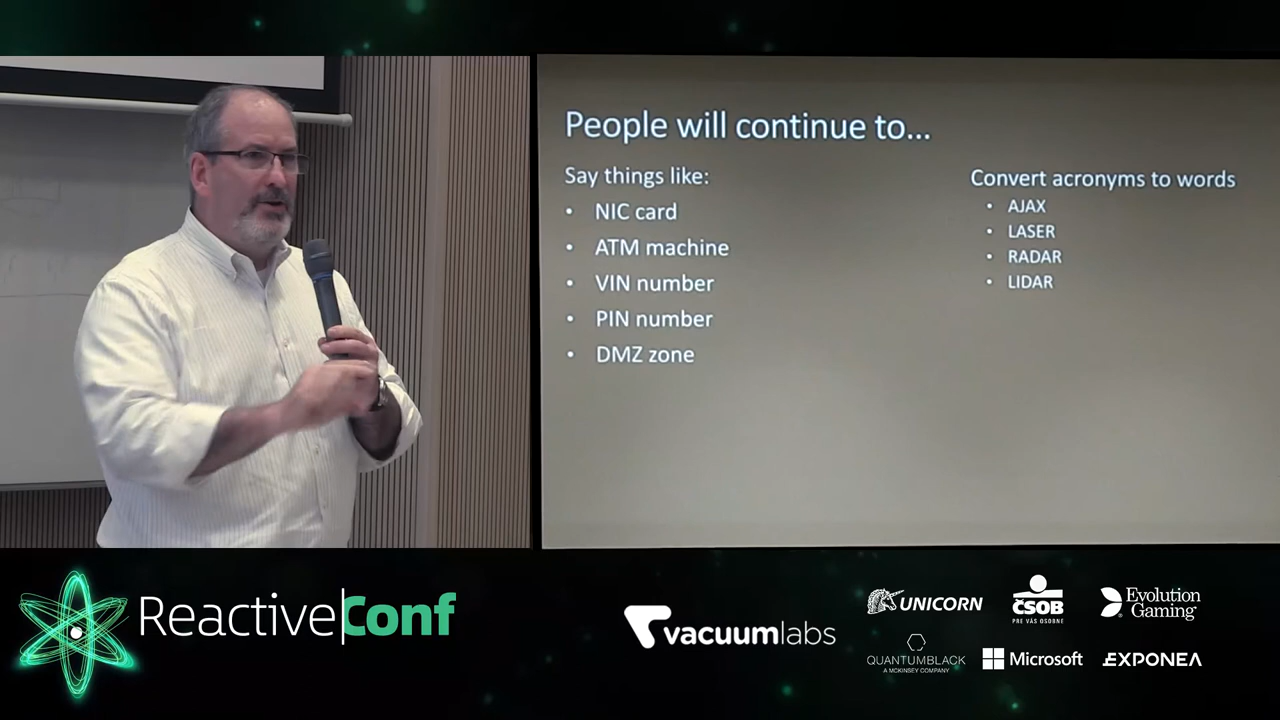 People will continue to...
Say things like:
• NIC card
• ATM machine
• VIN number
• PIN number
• DMZ zone
Convert acronyms to words
• AJAX
• LASER
• RADAR
• LIDAR
Reactive|Conf
vacuumlabs
UNICORN
ČSOB
PRE VÁS OSOBNE
Evolution
Gaming
QUANTUMBLACK
A MCKINSEY COMPANY
Microsoft
EXPONEA